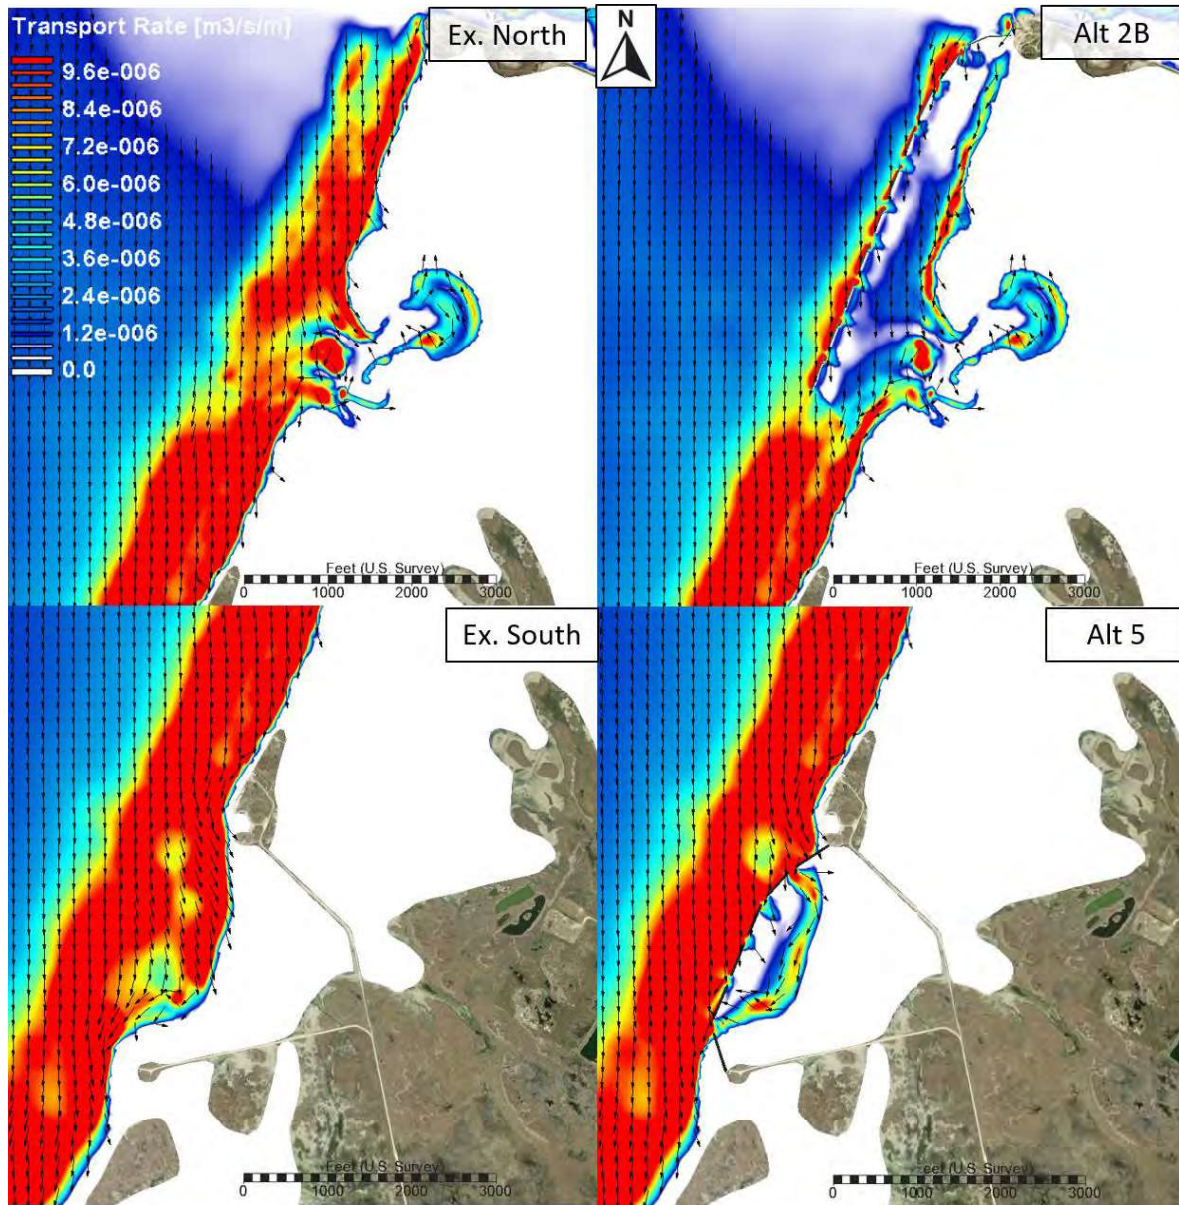 Transport Rate [m3/s/m]
9.6e-006
8.4e-006
7.2e-006
6.0e-006
4.8e-006
3.6e-006
2.4e-006
1.2e-006
0.0
Ex. North
N
Alt 2B
Feet (U.S. Survey)
0 1000 2000 3000
Feet (U.S. Survey)
0 1000 2000 3000
Ex. South
Alt 5
Feet (U.S. Survey)
0 1000 2000 3000
Feet (U.S. Survey)
0 1000 2000 3000